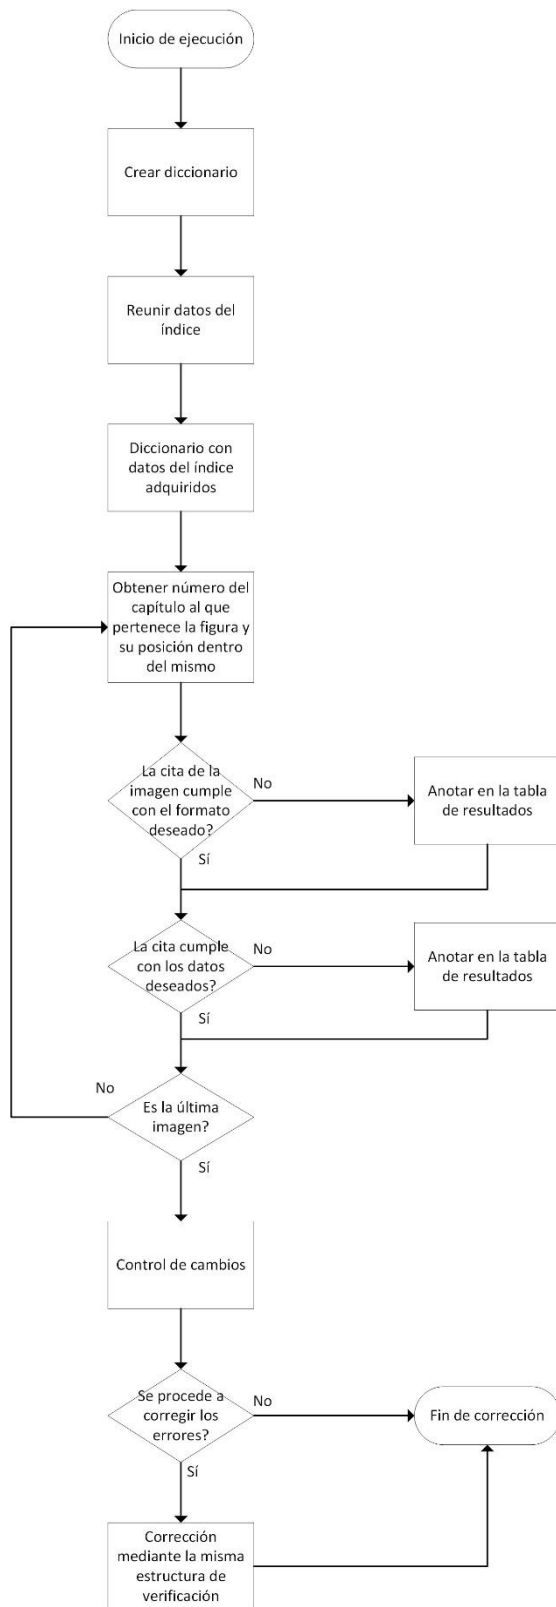 Inicio de ejecución
Crear diccionario
Reunir datos del
índice
Diccionario con
datos del índice
adquiridos
Obtener número del
capítulo al que
pertenece la figura y
su posición dentro
del mismo
La cita de la
imagen cumple
con el formato
deseado?
No
Anotar en la tabla
de resultados
Sí
La cita cumple
con los datos
deseados?
No
Anotar en la tabla
de resultados
Sí
No
Es la última
imagen?
Sí
Control de cambios
Se procede a
corregir los
errores?
No
Fin de corrección
Sí
Corrección
mediante la misma
estructura de
verificación